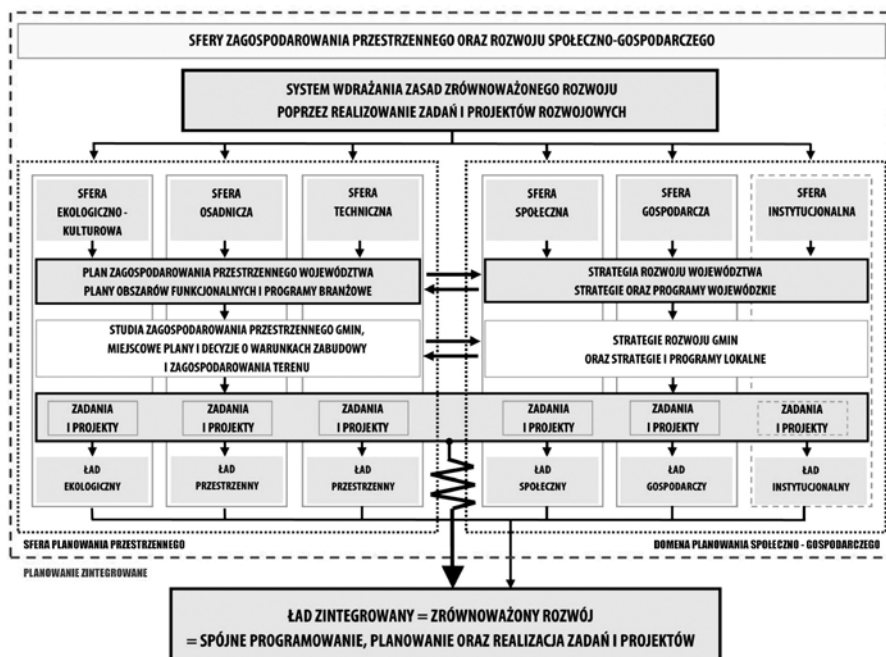 SFERY ZAGOSPODAROWANIA PRZESTRZENNEGO ORAZ ROZWOJU SPOŁECZNO-GOSPODARCZEGO
SYSTEM WDRAŻANIA ZASAD ZRÓWNOWAŻONEGO ROZWOJU
POPRZEZ REALIZOWANIE ZADAŃ I PROJEKTÓW ROZWOJOWYCH
SFERA
EKOLOGICZNO-
KULTUROWA
SFERA
OSADNICZA
SFERA
TECHNICZNA
SFERA
SPOŁECZNA
SFERA
GOSPODARCZA
SFERA
INSTYTUCJONALNA
PLAN ZAGOSPODAROWANIA PRZESTRZENNEGO WOJEWÓDZTWA
PLANY OBSZARÓW FUNKCJONALNYCH I PROGRAMY BRANŻOWE
STRATEGIA ROZWOJU WOJEWÓDZTWA
STRATEGIE ORAZ PROGRAMY WOJEWÓDZKIE
STUDIA ZAGOSPODAROWANIA PRZESTRZENNEGO GMIN,
MIEJSCOWE PLANY I DECYZJE O WARUNKACH ZABUDOWY
I ZAGOSPODAROWANIA TERENU
STRATEGIE ROZWOJU GMIN
ORAZ STRATEGIE I PROGRAMY LOKALNE
ZADANIA
I PROJEKTY
ZADANIA
I PROJEKTY
ZADANIA
I PROJEKTY
ZADANIA
I PROJEKTY
ZADANIA
I PROJEKTY
ZADANIA
I PROJEKTY
ŁAD
EKOLOGICZNY
ŁAD
PRZESTRZENNY
ŁAD
PRZESTRZENNY
ŁAD
SPOŁECZNY
ŁAD
GOSPODARCZY
ŁAD
INSTYTUCJONALNY
SFERA PLANOWANIA PRZESTRZENNEGO
DOMENA PLANOWANIA SPOŁECZNO - GOSPODARCZEGO
PLANOWANIE ZINTEGROWANE
ŁAD ZINTEGROWANY = ZRÓWNOWAŻONY ROZWÓJ
= SPÓJNE PROGRAMOWANIE, PLANOWANIE ORAZ REALIZACJA ZADAŃ I PROJEKTÓW